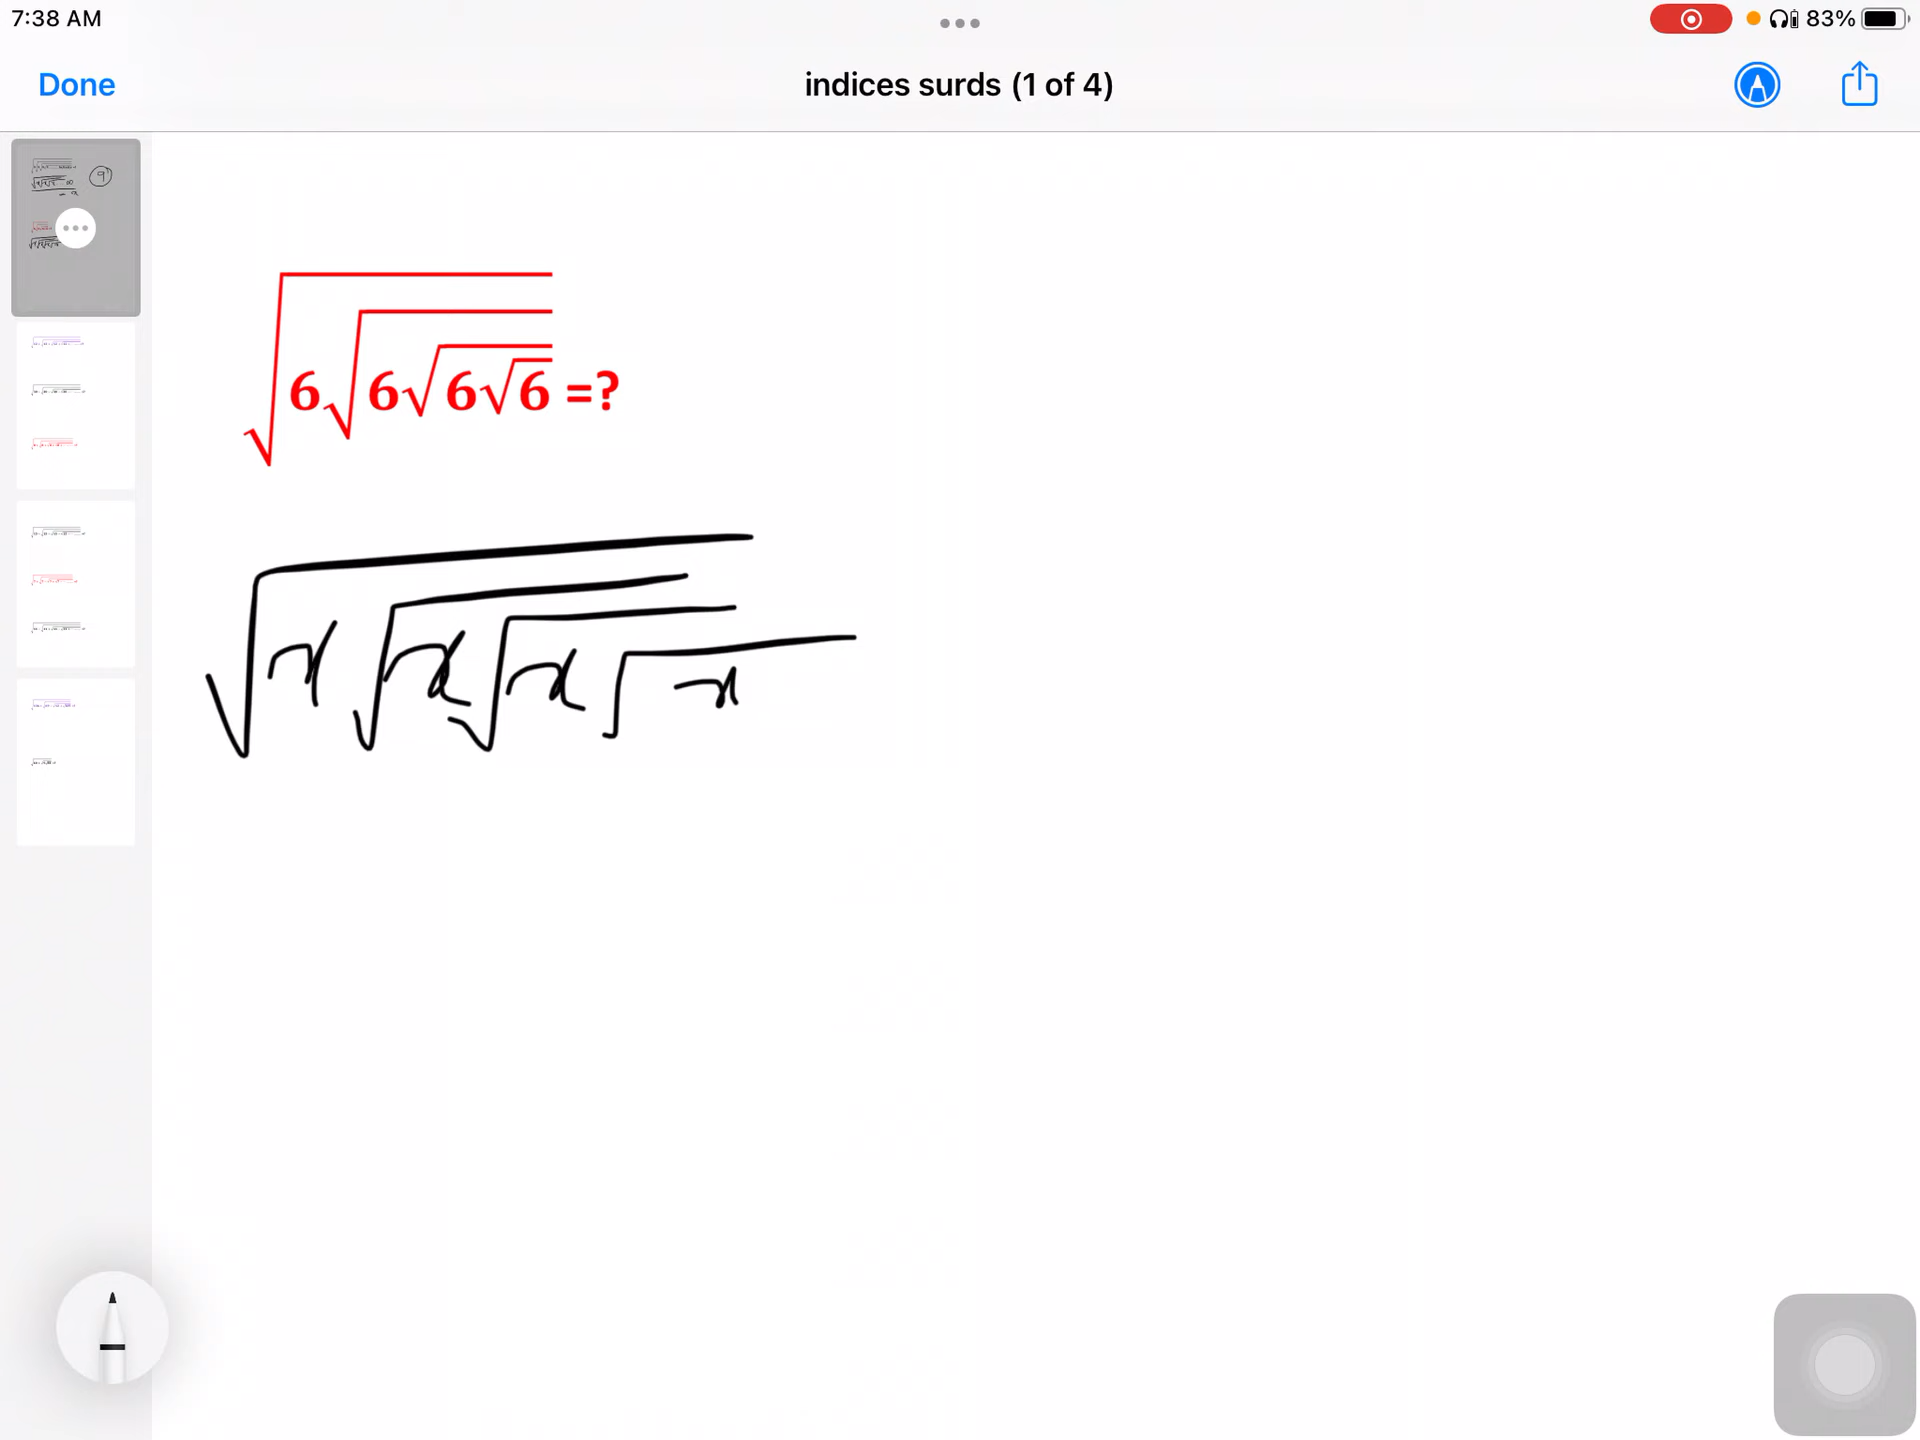 7:38 AM
83%
Done
indices surds (1 of 4)
√6√6√6√6 =?
√x√x√x√x